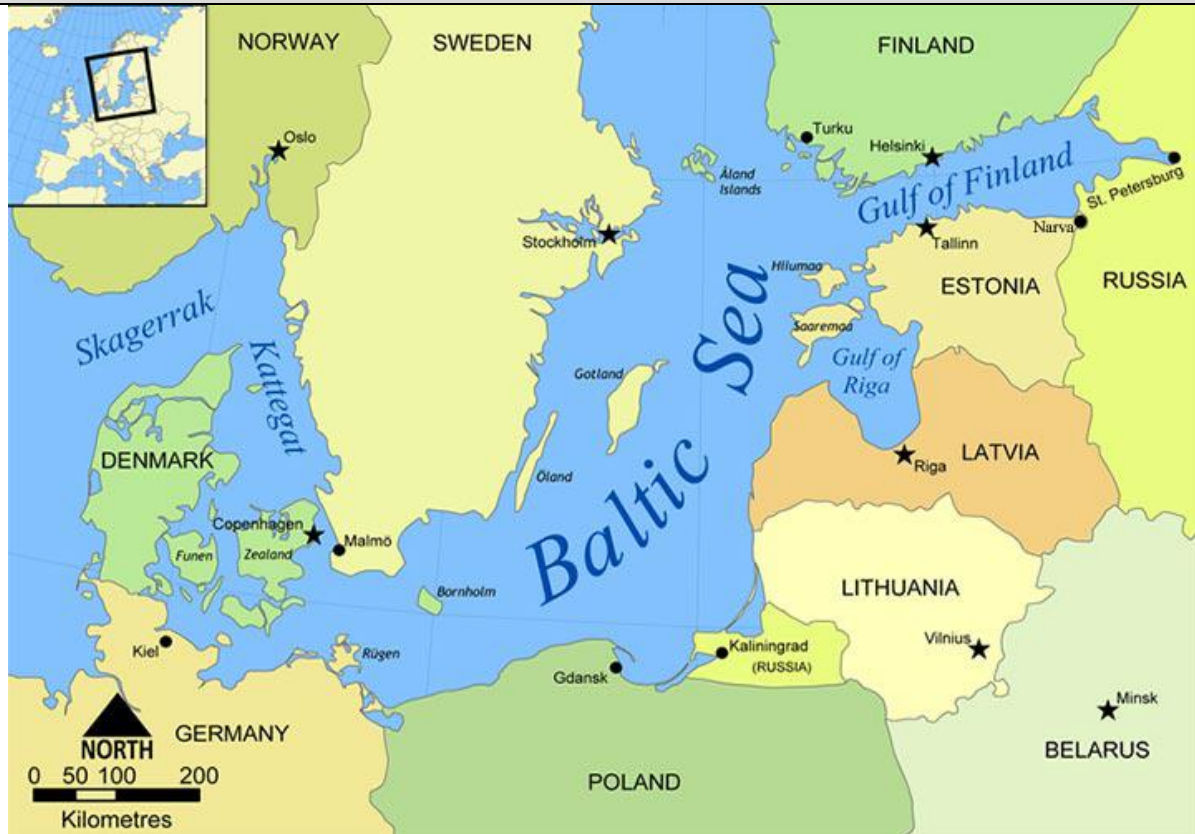 NORWAY
SWEDEN
FINLAND
Oslo
Turku
Helsinki
Åland
Islands
Gulf of Finland
St. Petersburg
Stockholm
Tallinn
Narva
Hiiumaa
ESTONIA
RUSSIA
Skagerrak
Kattegat
Saaremaa
Gulf of
Riga
Gotland
Baltic Sea
DENMARK
Öland
Riga
LATVIA
Copenhagen
Malmö
Funen
Zealand
Bornholm
LITHUANIA
Kiel
Rügen
Gdansk
Kaliningrad
(RUSSIA)
Vilnius
Minsk
NORTH
GERMANY
POLAND
BELARUS
0 50 100 200
Kilometres